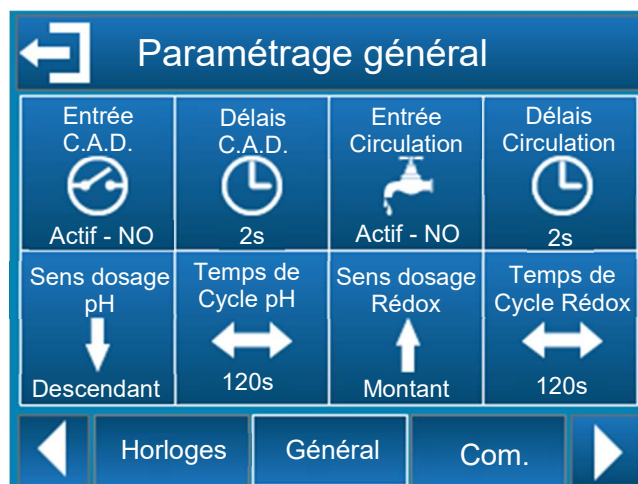 Paramétrage général
Entrée
C.A.D.
Actif - NO
Délais
C.A.D.
2s
Entrée
Circulation
Actif - NO
Délais
Circulation
2s
Sens dosage
pH
Descendant
Temps de
Cycle pH
120s
Sens dosage
Rédox
Montant
Temps de
Cycle Rédox
120s
Horloges
Général
Com.